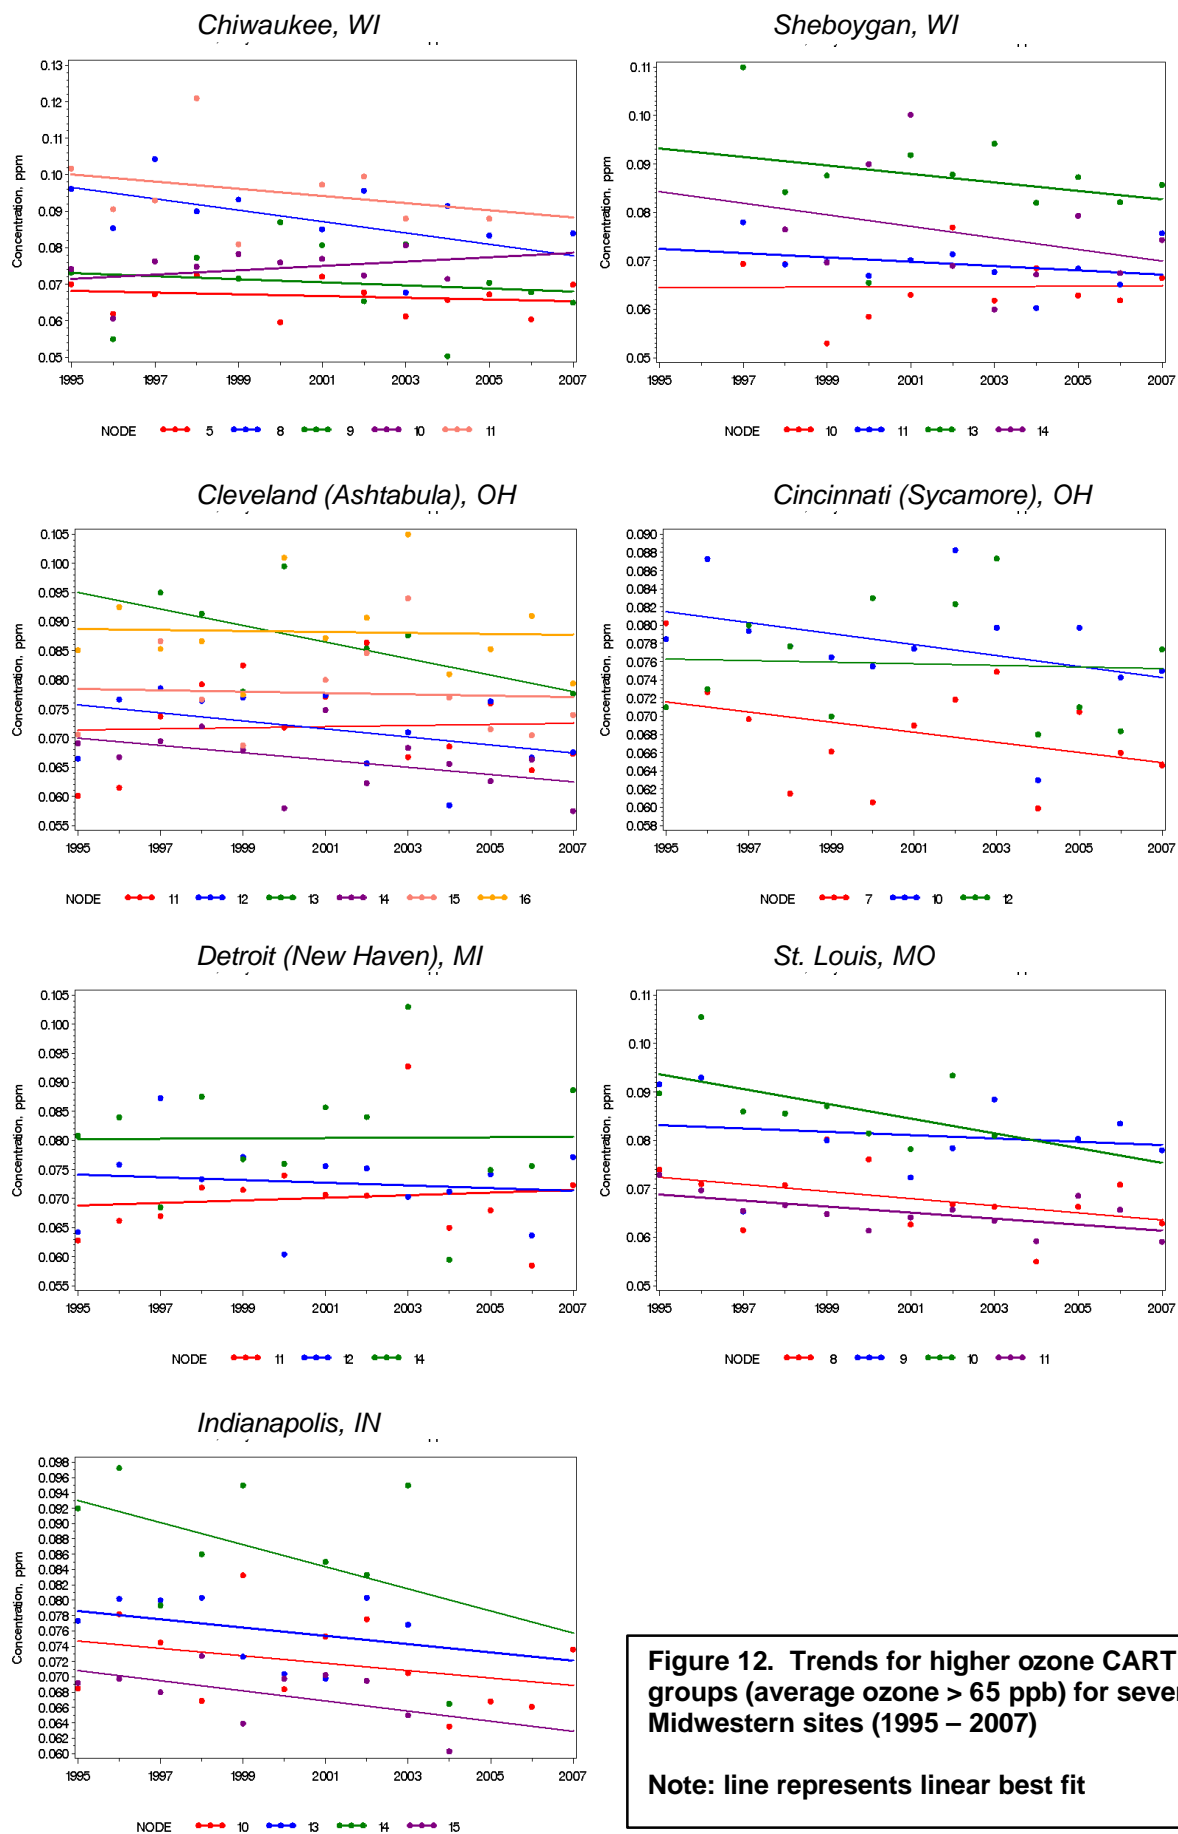 Chiwaukee, WI
Sheboygan, WI
Concentration, ppm
0.13
0.12
0.11
0.10
0.09
0.08
0.07
0.06
0.05
1995 1997 1999 2001 2003 2005 2007
NODE 5 8 9 10 11
Concentration, ppm
0.11
0.10
0.09
0.08
0.07
0.06
0.05
1995 1997 1999 2001 2003 2005 2007
NODE 10 11 13 14
Cleveland (Ashtabula), OH
Cincinnati (Sycamore), OH
Concentration, ppm
0.105
0.100
0.095
0.090
0.085
0.080
0.075
0.070
0.065
0.060
0.055
1995 1997 1999 2001 2003 2005 2007
NODE 11 12 13 14 15 16
Concentration, ppm
0.090
0.088
0.086
0.084
0.082
0.080
0.078
0.076
0.074
0.072
0.070
0.068
0.066
0.064
0.062
0.060
0.058
1995 1997 1999 2001 2003 2005 2007
NODE 7 10 12
Detroit (New Haven), MI
St. Louis, MO
Concentration, ppm
0.105
0.100
0.095
0.090
0.085
0.080
0.075
0.070
0.065
0.060
0.055
1995 1997 1999 2001 2003 2005 2007
NODE 11 12 14
Concentration, ppm
0.11
0.10
0.09
0.08
0.07
0.06
0.05
1995 1997 1999 2001 2003 2005 2007
NODE 8 9 10 11
Indianapolis, IN
Concentration, ppm
0.098
0.096
0.094
0.092
0.090
0.088
0.086
0.084
0.082
0.080
0.078
0.076
0.074
0.072
0.070
0.068
0.066
0.064
0.062
0.060
1995 1997 1999 2001 2003 2005 2007
NODE 10 13 14 15
Figure 12. Trends for higher ozone CART
groups (average ozone > 65 ppb) for seve
Midwestern sites (1995 – 2007)
Note: line represents linear best fit